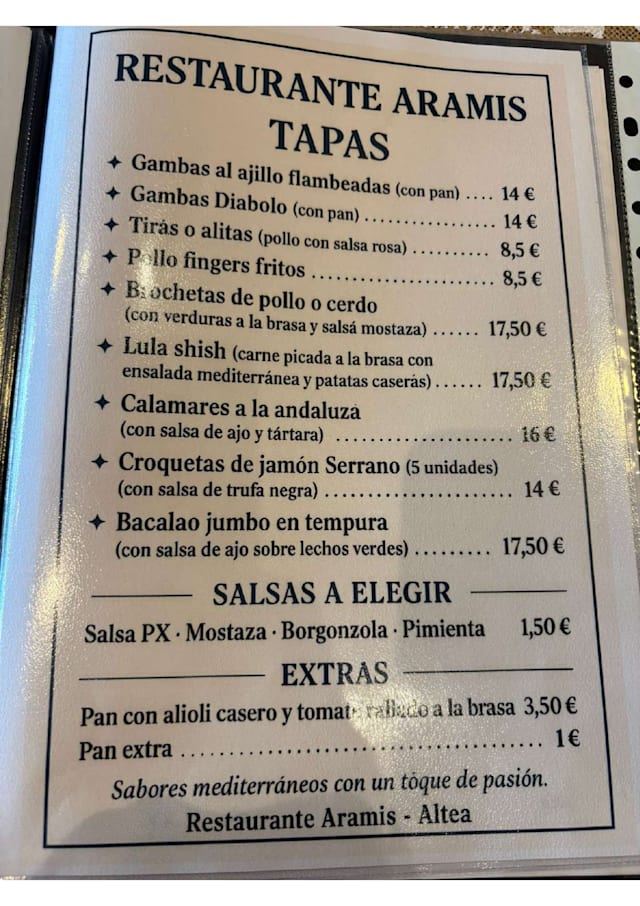 RESTAURANTE ARAMIS
TAPAS
✦ Gambas al ajillo flambeadas (con pan) .... 14 €
✦ Gambas Diabolo (con pan) ................. 14 €
✦ Tiras o alitas (pollo con salsa rosa) .......... 8,5 €
✦ Pollo fingers fritos ........................ 8,5 €
✦ Brochetas de pollo o cerdo
(con verduras a la brasa y salsá mostaza) ...... 17,50 €
✦ Lula shish (carne picada a la brasa con
ensalada mediterránea y patatas caseras) ...... 17,50 €
✦ Calamares a la andaluza
(con salsa de ajo y tártara) ...................... 16 €
✦ Croquetas de jamón Serrano (5 unidades)
(con salsa de trufa negra) ....................... 14 €
✦ Bacalao jumbo en tempura
(con salsa de ajo sobre lechos verdes) ......... 17,50 €
SALSAS A ELEGIR
Salsa PX · Mostaza · Borgonzola · Pimienta 1,50 €
EXTRAS
Pan con alioli casero y tomate rallado a la brasa 3,50 €
Pan extra ...................................... 1 €
Sabores mediterráneos con un tóque de pasión.
Restaurante Aramis - Altea